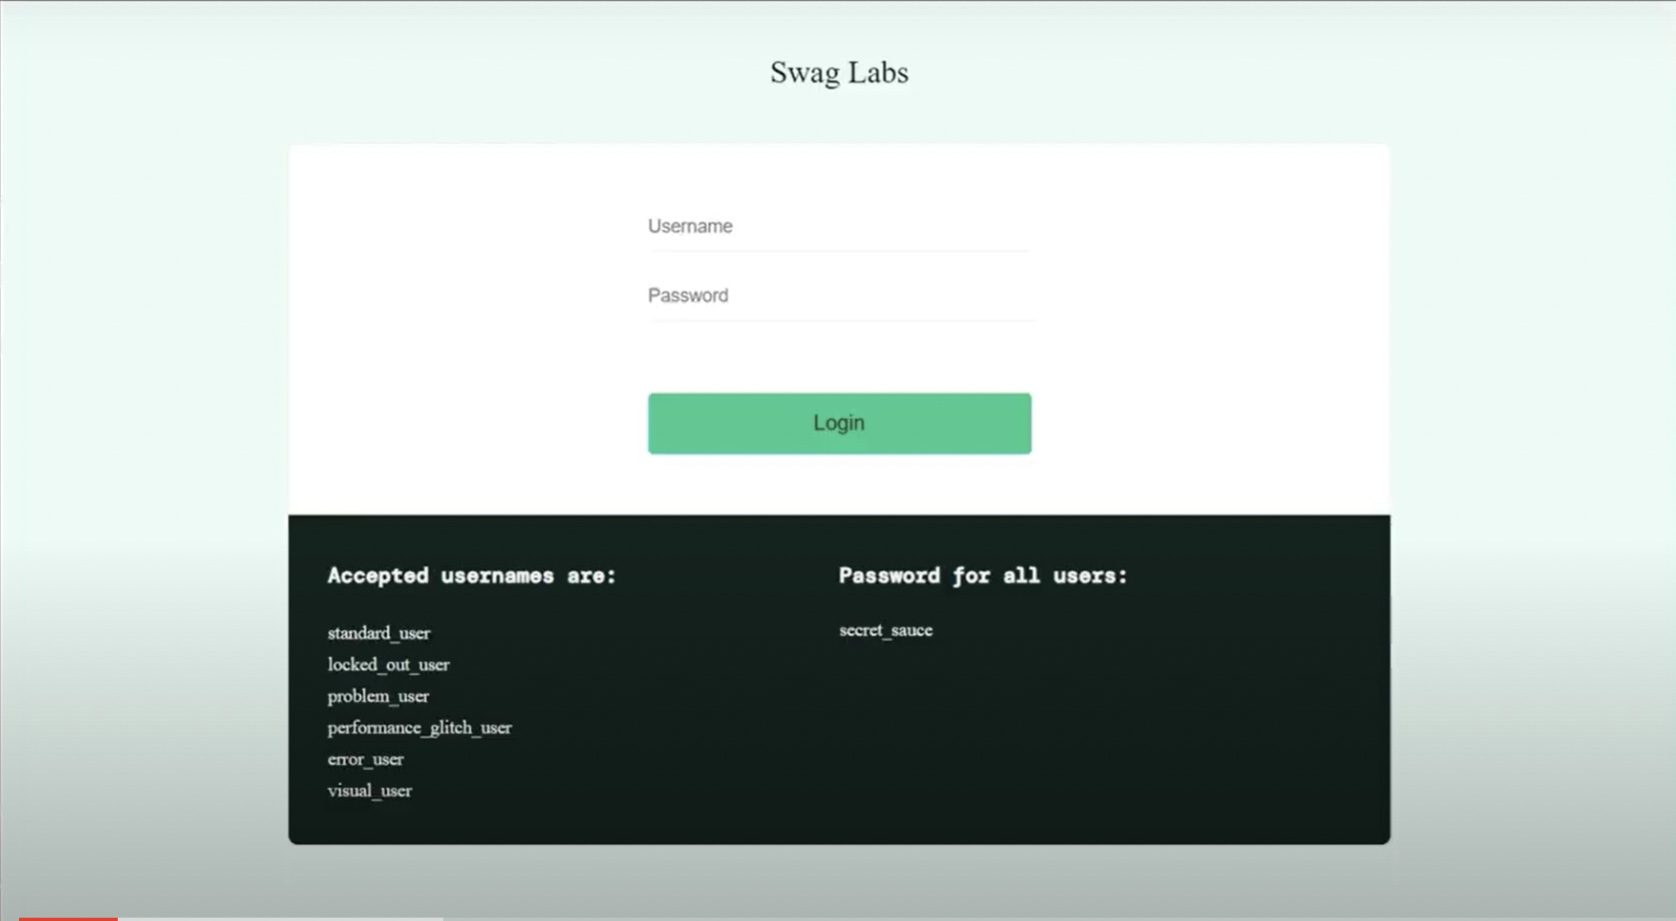 Swag Labs
Username
Password
Login
Accepted usernames are:
standard_user
locked_out_user
problem_user
performance_glitch_user
error_user
visual_user
Password for all users:
secret_sauce